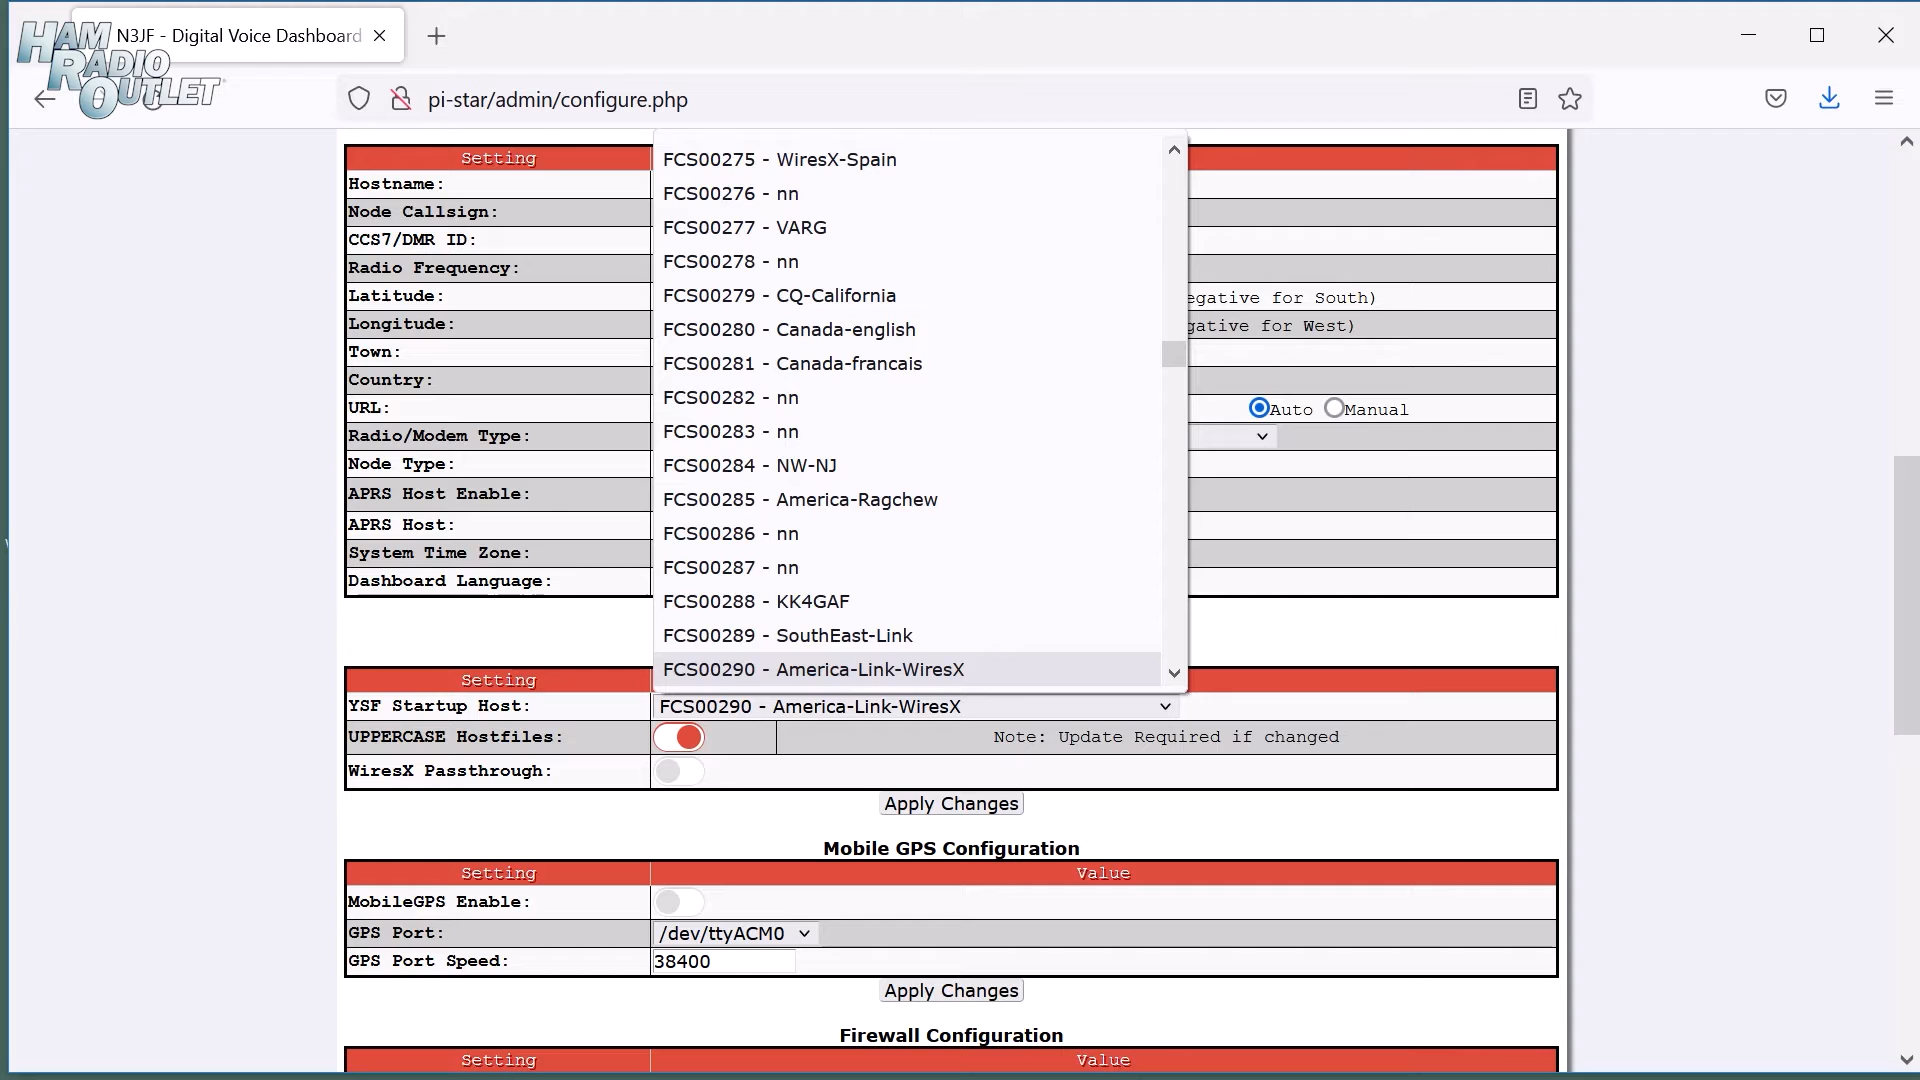 HAM
RADIO
OUTLET
N3JF - Digital Voice Dashboard
pi-star/admin/configure.php
Setting
Hostname:
Node Callsign:
CCS7/DMR ID:
Radio Frequency:
Latitude:
egative for South)
Longitude:
gative for West)
Town:
Country:
URL:
Auto Manual
Radio/Modem Type:
Node Type:
APRS Host Enable:
APRS Host:
System Time Zone:
Dashboard Language:
FCS00275 - WiresX-Spain
FCS00276 - nn
FCS00277 - VARG
FCS00278 - nn
FCS00279 - CQ-California
FCS00280 - Canada-english
FCS00281 - Canada-francais
FCS00282 - nn
FCS00283 - nn
FCS00284 - NW-NJ
FCS00285 - America-Ragchew
FCS00286 - nn
FCS00287 - nn
FCS00288 - KK4GAF
FCS00289 - SouthEast-Link
FCS00290 - America-Link-WiresX
Setting
YSF Startup Host: FCS00290 - America-Link-WiresX
UPPERCASE Hostfiles: Note: Update Required if changed
WiresX Passthrough:
Apply Changes
Mobile GPS Configuration
Setting Value
MobileGPS Enable:
GPS Port: /dev/ttyACM0
GPS Port Speed: 38400
Apply Changes
Firewall Configuration
Setting Value